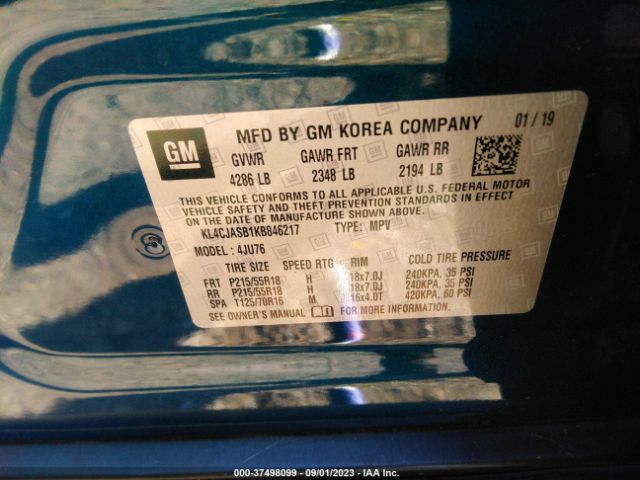 GM
MFD BY GM KOREA COMPANY 01 / 19
GVWR GAWR FRT GAWR RR
4286 LB 2348 LB 2194 LB
THIS VEHICLE CONFORMS TO ALL APPLICABLE U.S. FEDERAL MOTOR
VEHICLE SAFETY AND THEFT PREVENTION STANDARDS IN EFFECT
ON THE DATE OF MANUFACTURE SHOWN ABOVE.
KL4CJASB1KB846217 TYPE: MPV
MODEL: 4JU76
TIRE SIZE SPEED RTG RIM COLD TIRE PRESSURE
FRT P215/55R18 H 18x7.0J 240KPA, 35 PSI
RR P215/55R18 H 18x7.0J 240KPA, 35 PSI
SPA T125/70R16 M 16x4.0T 420KPA, 60 PSI
SEE OWNER'S MANUAL FOR MORE INFORMATION.
000-37498099 - 09/01/2023 - IAA Inc.